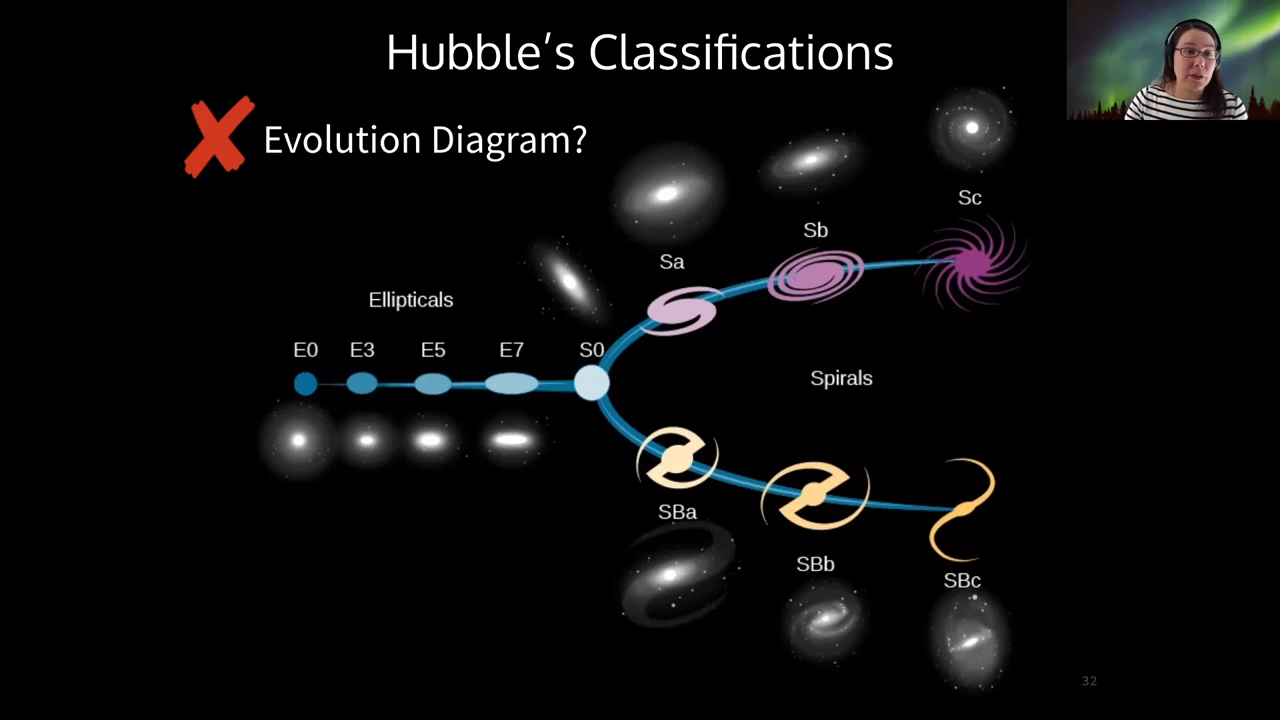 Hubble's Classifications
Evolution Diagram?
Sc
Sb
Sa
Ellipticals
E0 E3 E5 E7 S0
Spirals
SBa
SBb
SBc
32